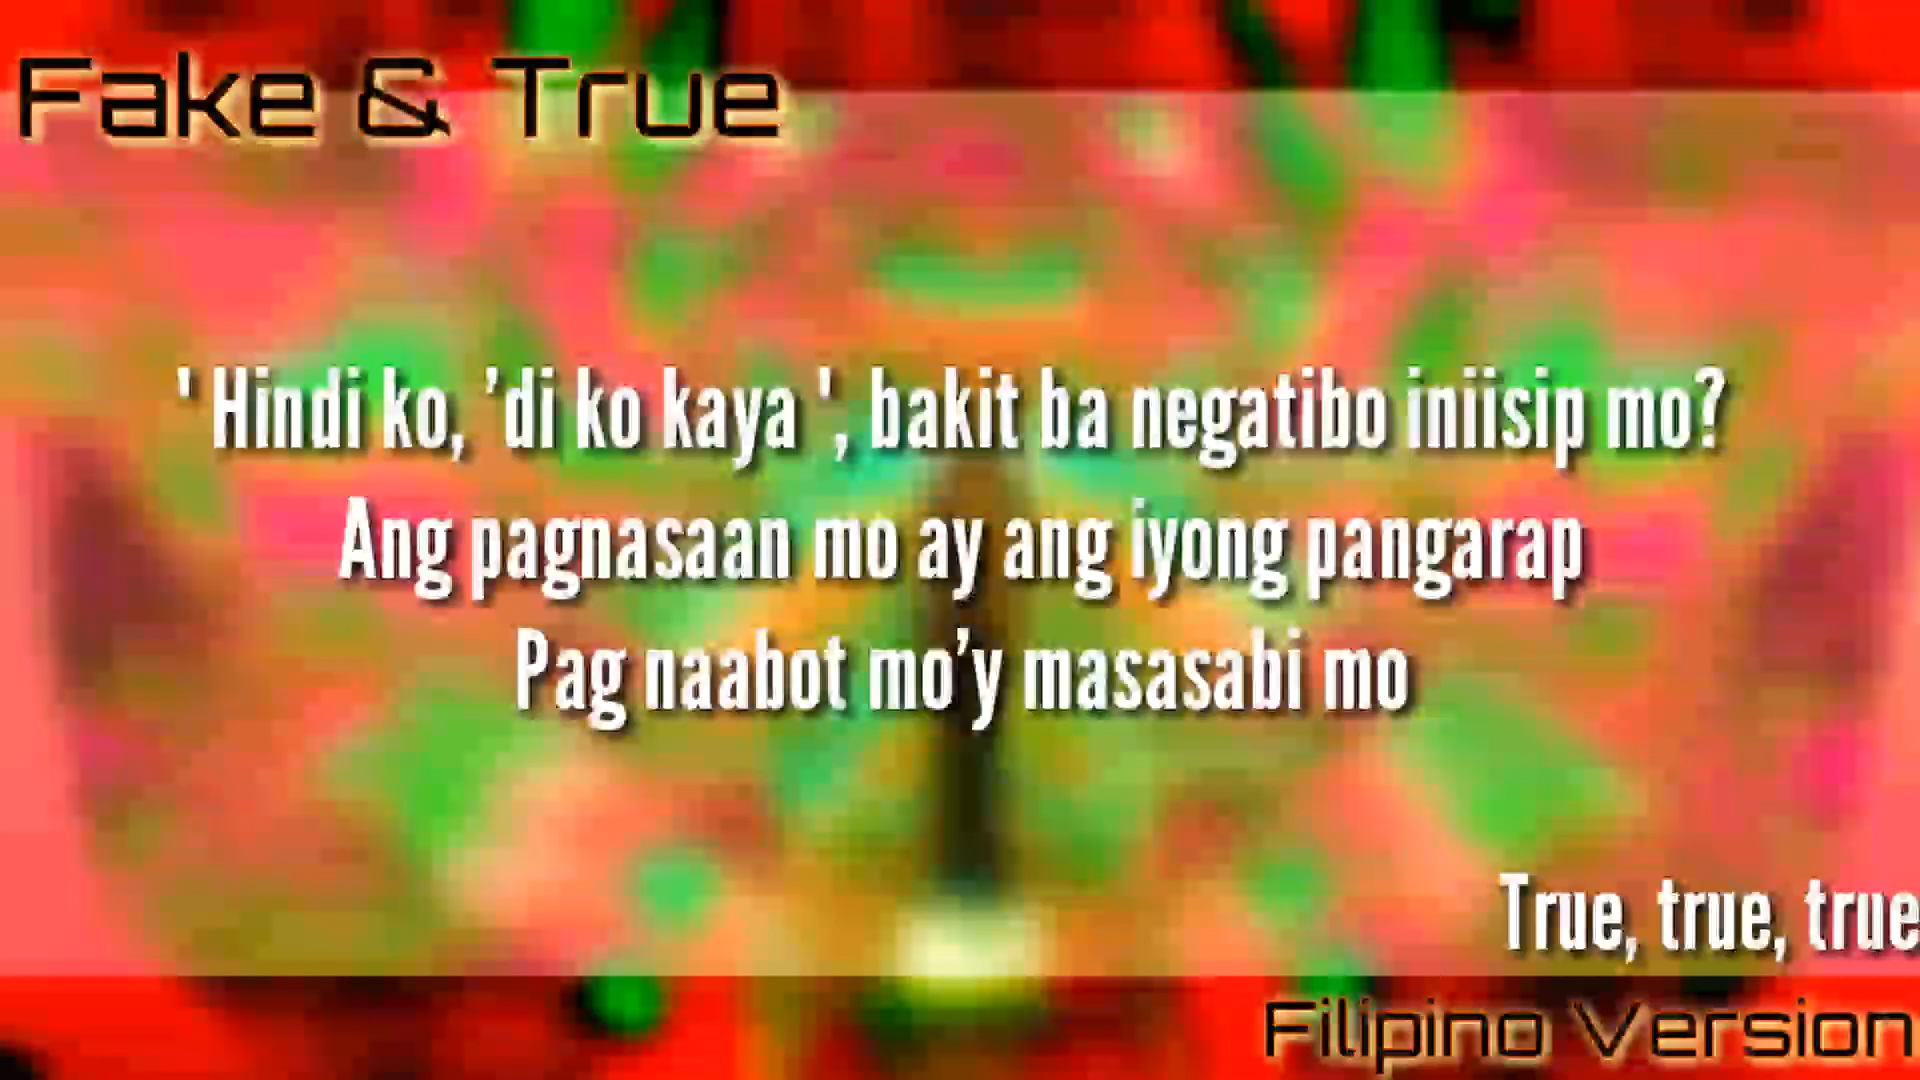 Fake & True
' Hindi ko, 'di ko kaya ', bakit ba negatibo iniisip mo?
Ang pagnasaan mo ay ang iyong pangarap
Pag naabot mo'y masasabi mo
True, true, true
Filipino Version